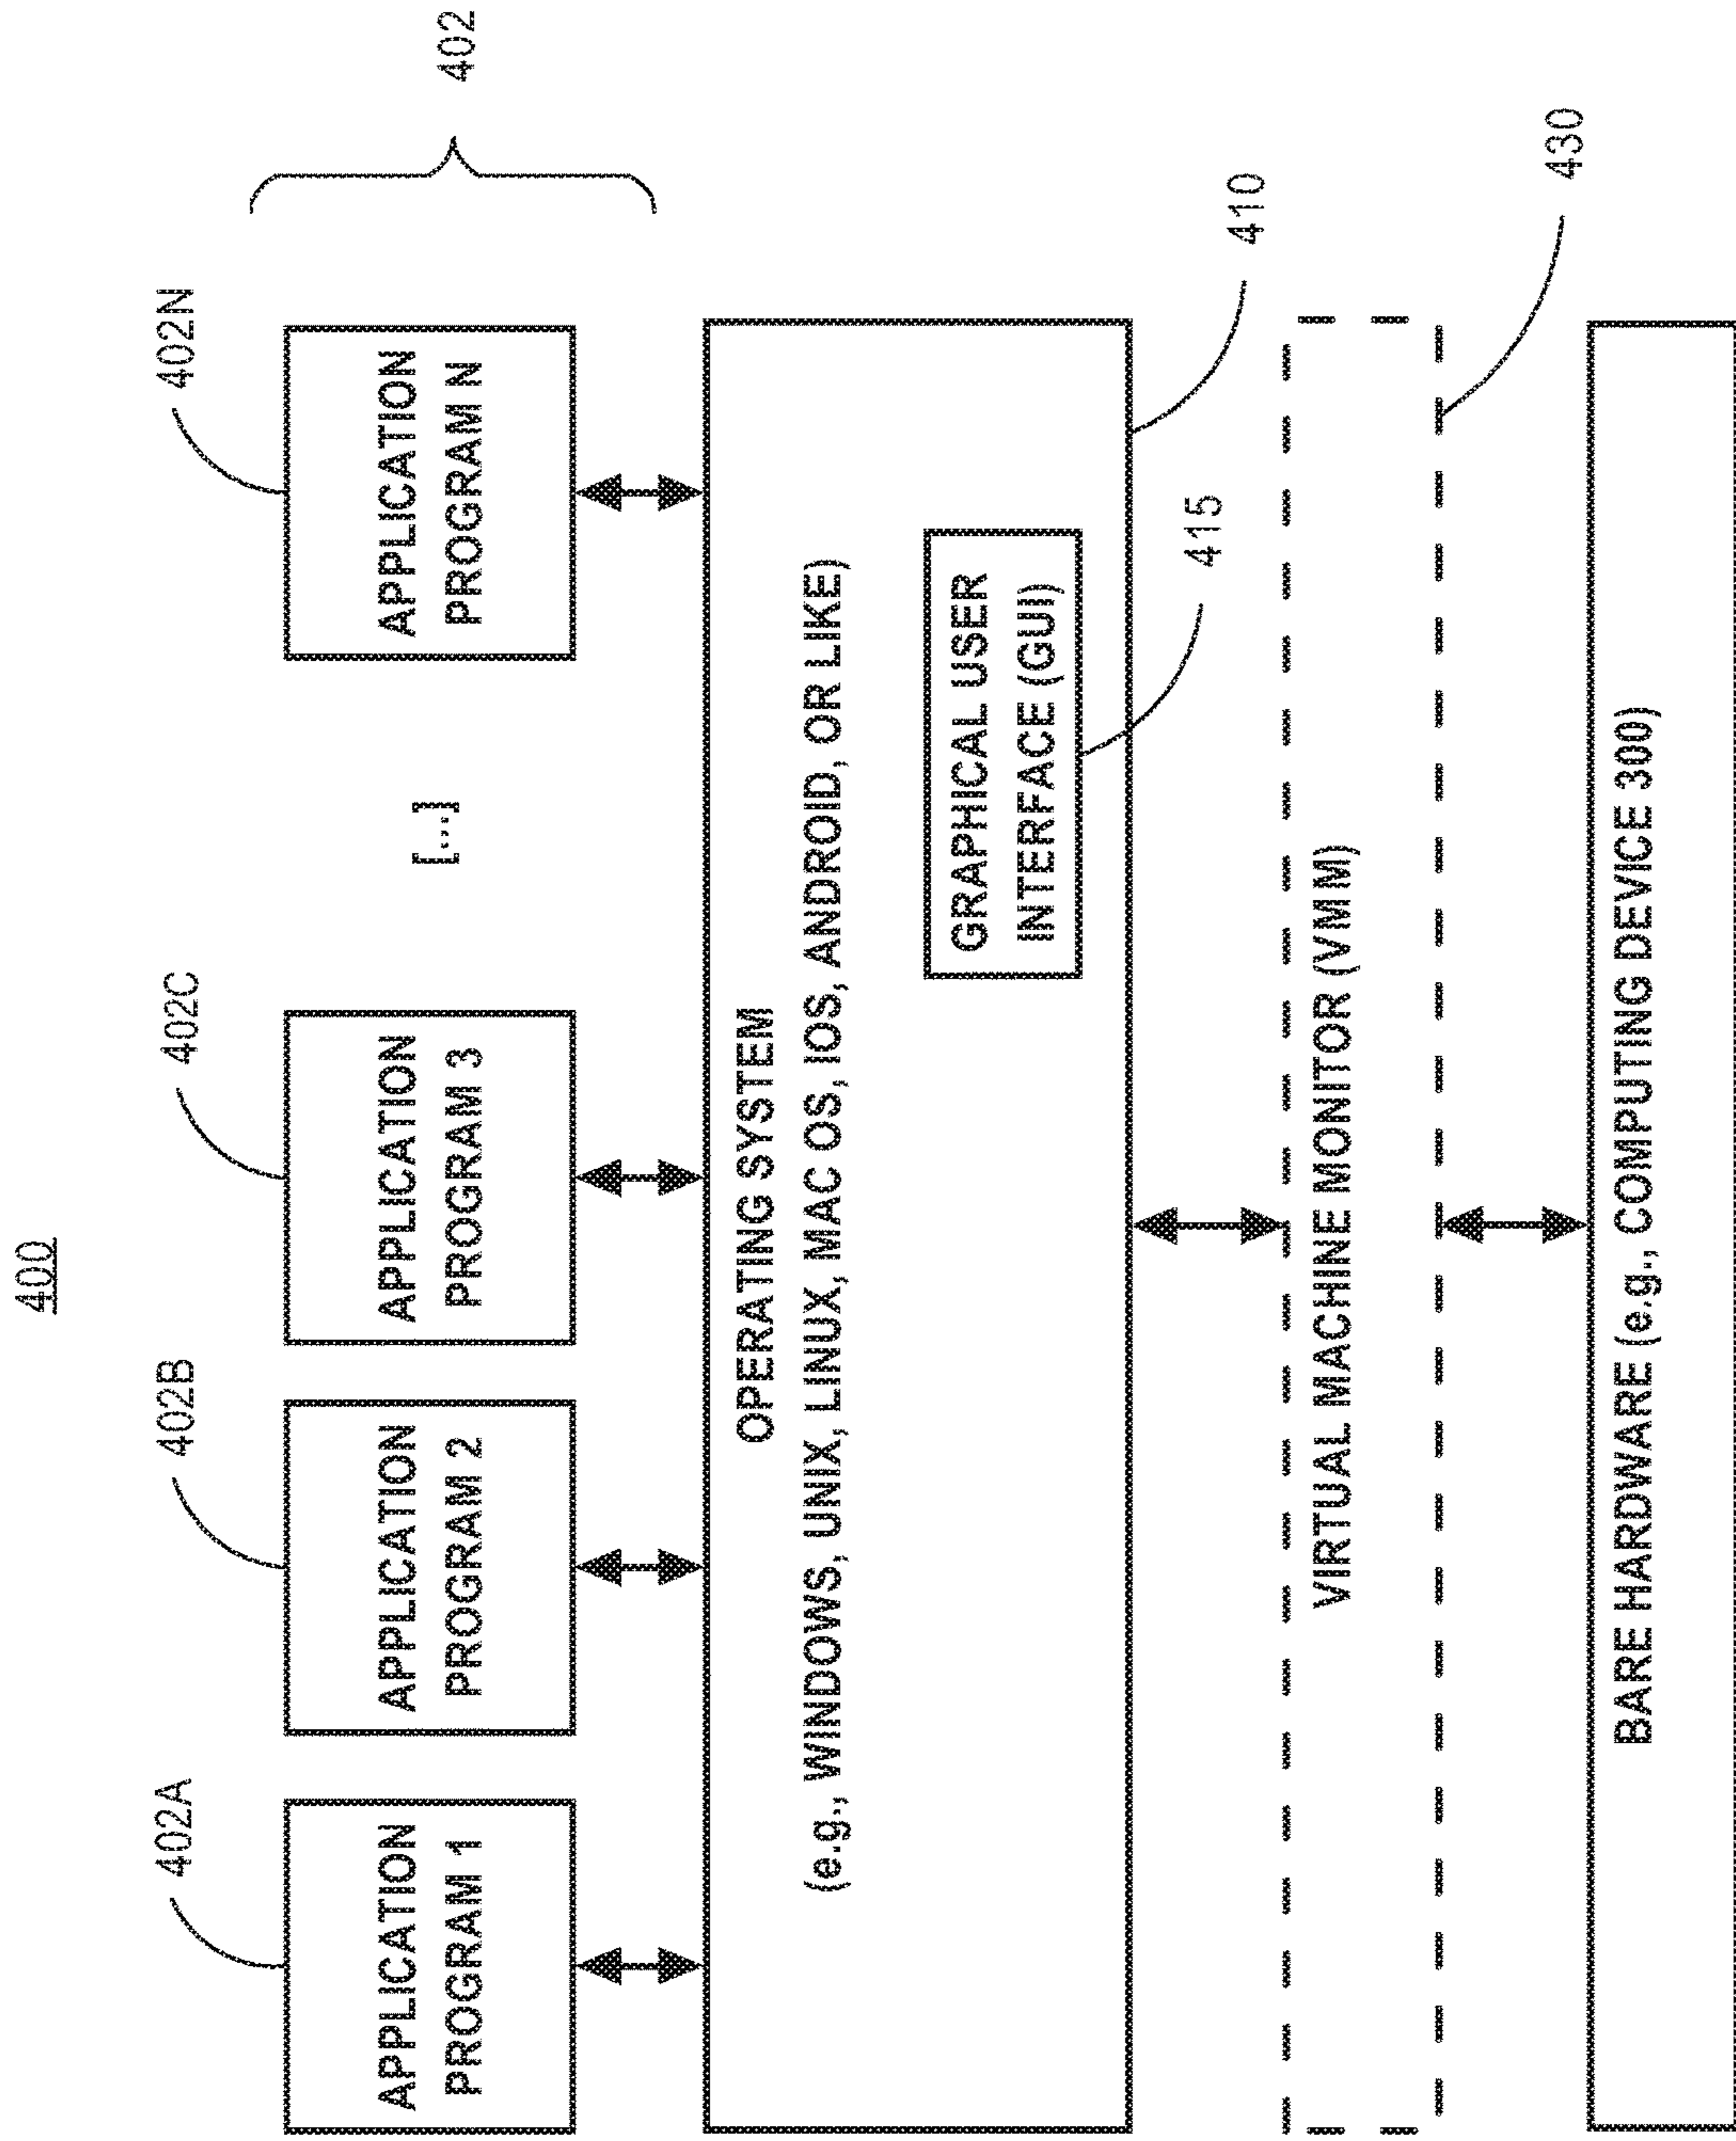 400
402A
402B
402C
402N
402
APPLICATION
PROGRAM 1
APPLICATION
PROGRAM 2
APPLICATION
PROGRAM 3
[...]
APPLICATION
PROGRAM N
OPERATING SYSTEM
(e.g., WINDOWS, UNIX, LINUX, MAC OS, IOS, ANDROID, OR LIKE)
GRAPHICAL USER
INTERFACE (GUI)
415
410
VIRTUAL MACHINE MONITOR (VMM)
430
BARE HARDWARE (e.g., COMPUTING DEVICE 300)